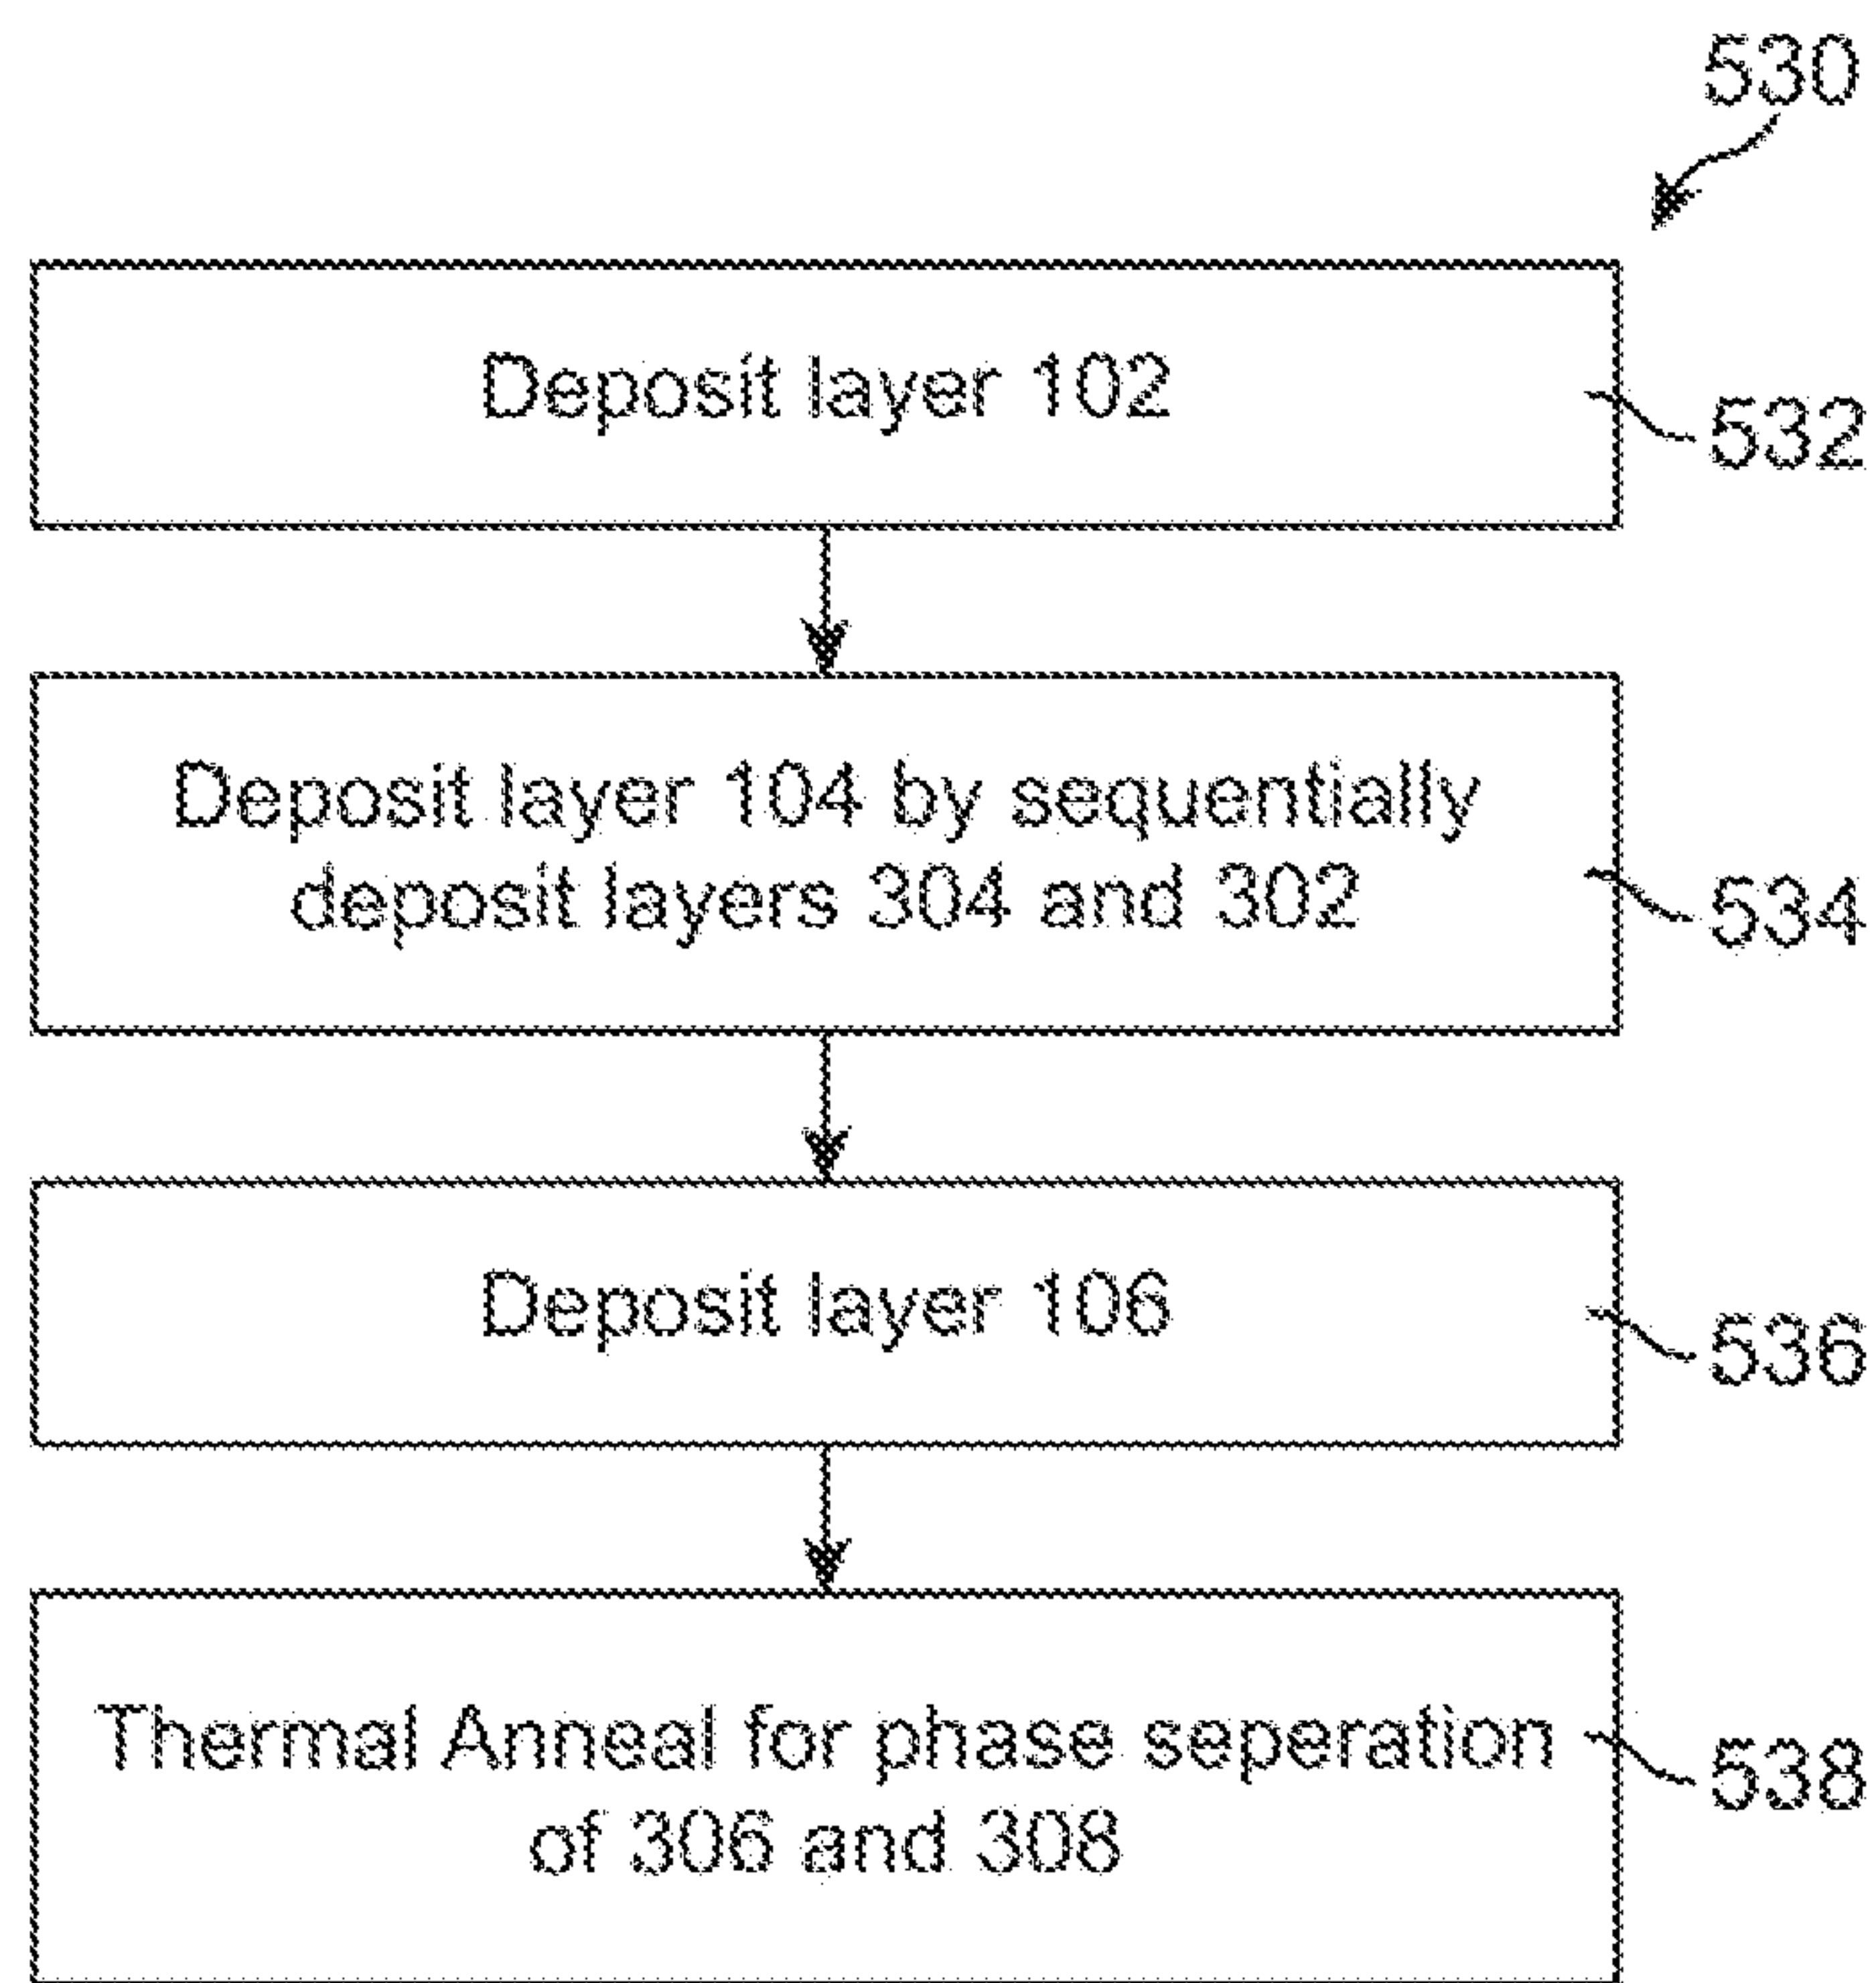 530
Deposit layer 102
532
Deposit layer 104 by sequentially
deposit layers 304 and 302
534
Deposit layer 106
536
Thermal Anneal for phase seperation
of 306 and 308
538